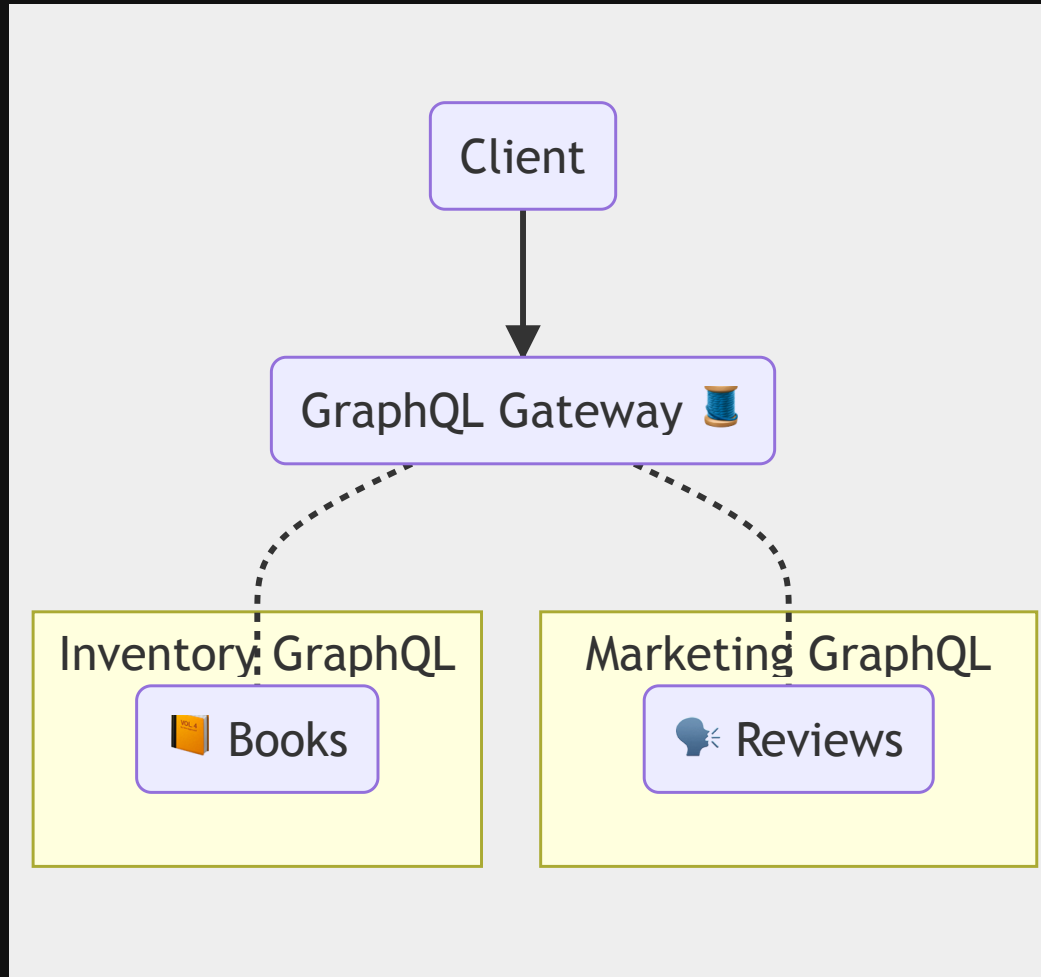 Client
GraphQL Gateway 🧵
Inventory GraphQL
Marketing GraphQL
📙 Books
🗣 Reviews